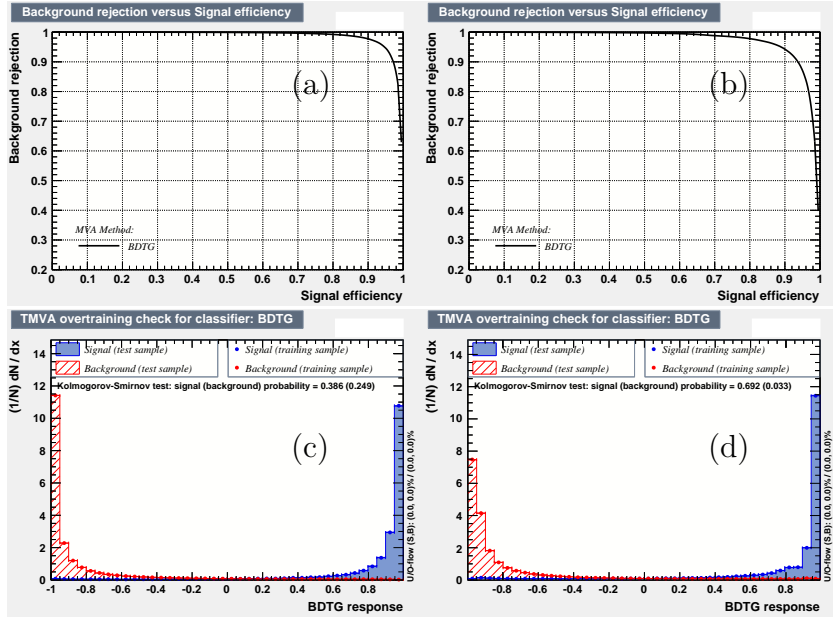 Background rejection versus Signal efficiency
Background rejection
1
0.9
0.8
0.7
0.6
0.5
0.4
0.3
0.2
(a)
MVA Method:
BDTG
0 0.1 0.2 0.3 0.4 0.5 0.6 0.7 0.8 0.9 1
Signal efficiency
Background rejection versus Signal efficiency
Background rejection
1
0.9
0.8
0.7
0.6
0.5
0.4
0.3
0.2
(b)
MVA Method:
BDTG
0 0.1 0.2 0.3 0.4 0.5 0.6 0.7 0.8 0.9 1
Signal efficiency
TMVA overtraining check for classifier: BDTG
(1/N) dN / dx
14
12
10
8
6
4
2
0
Signal (test sample)
Background (test sample)
Signal (training sample)
Background (training sample)
Kolmogorov-Smirnov test: signal (background) probability = 0.386 (0.249)
(c)
U/O-flow (S,B): (0.0, 0.0)% / (0.0, 0.0)%
-1 -0.8 -0.6 -0.4 -0.2 0 0.2 0.4 0.6 0.8
BDTG response
TMVA overtraining check for classifier: BDTG
(1/N) dN / dx
14
12
10
8
6
4
2
0
Signal (test sample)
Background (test sample)
Signal (training sample)
Background (training sample)
Kolmogorov-Smirnov test: signal (background) probability = 0.692 (0.033)
(d)
U/O-flow (S,B): (0.0, 0.0)% / (0.0, 0.0)%
-0.8 -0.6 -0.4 -0.2 0 0.2 0.4 0.6 0.8
BDTG response